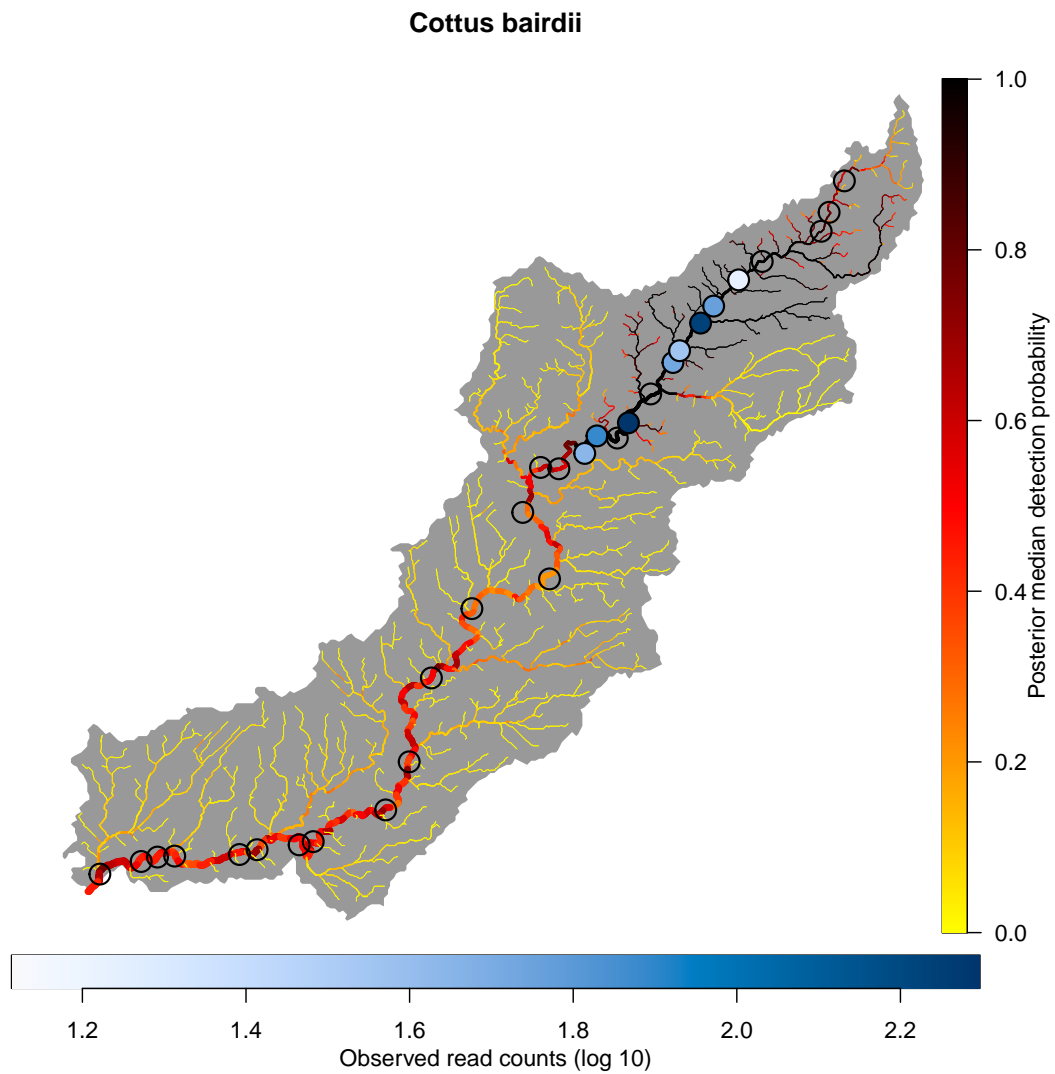 Cottus bairdii
1.0
0.8
0.6
0.4
0.2
0.0
Posterior median detection probability
1.2 1.4 1.6 1.8 2.0 2.2
Observed read counts (log 10)